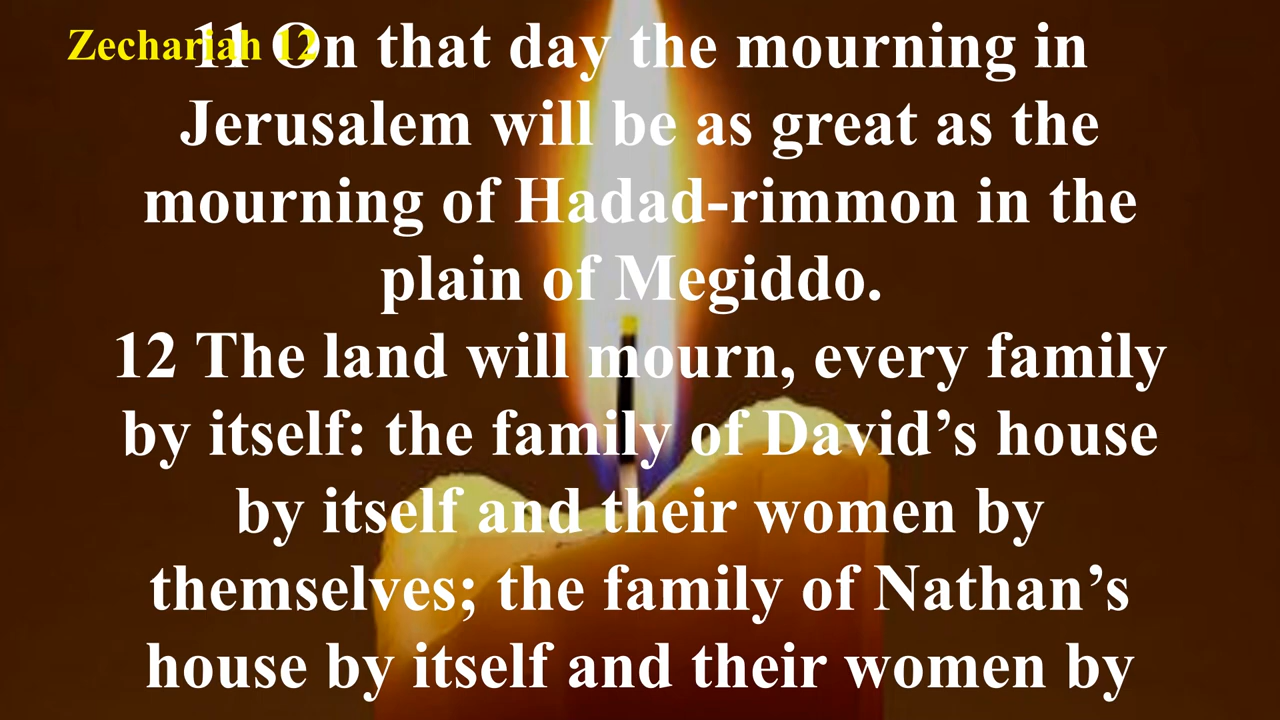 Zechariah 12
11 On that day the mourning in
Jerusalem will be as great as the
mourning of Hadad-rimmon in the
plain of Megiddo.
12 The land will mourn, every family
by itself: the family of David’s house
by itself and their women by
themselves; the family of Nathan’s
house by itself and their women by